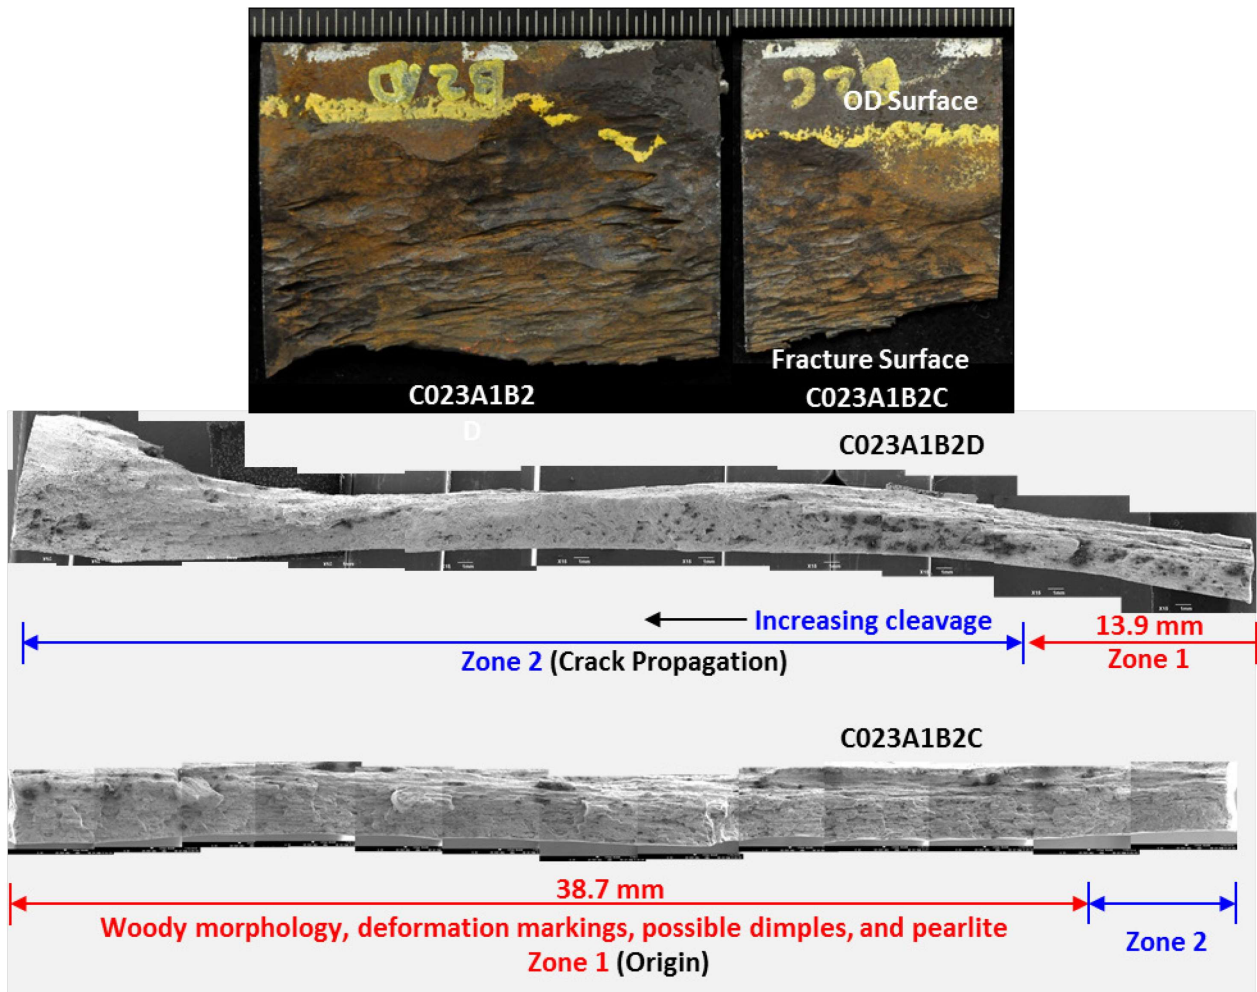 OD Surface
Fracture Surface
C023A1B2
D
C023A1B2C
C023A1B2D
Increasing cleavage
Zone 2 (Crack Propagation)
13.9 mm
Zone 1
C023A1B2C
38.7 mm
Woody morphology, deformation markings, possible dimples, and pearlite
Zone 1 (Origin)
Zone 2